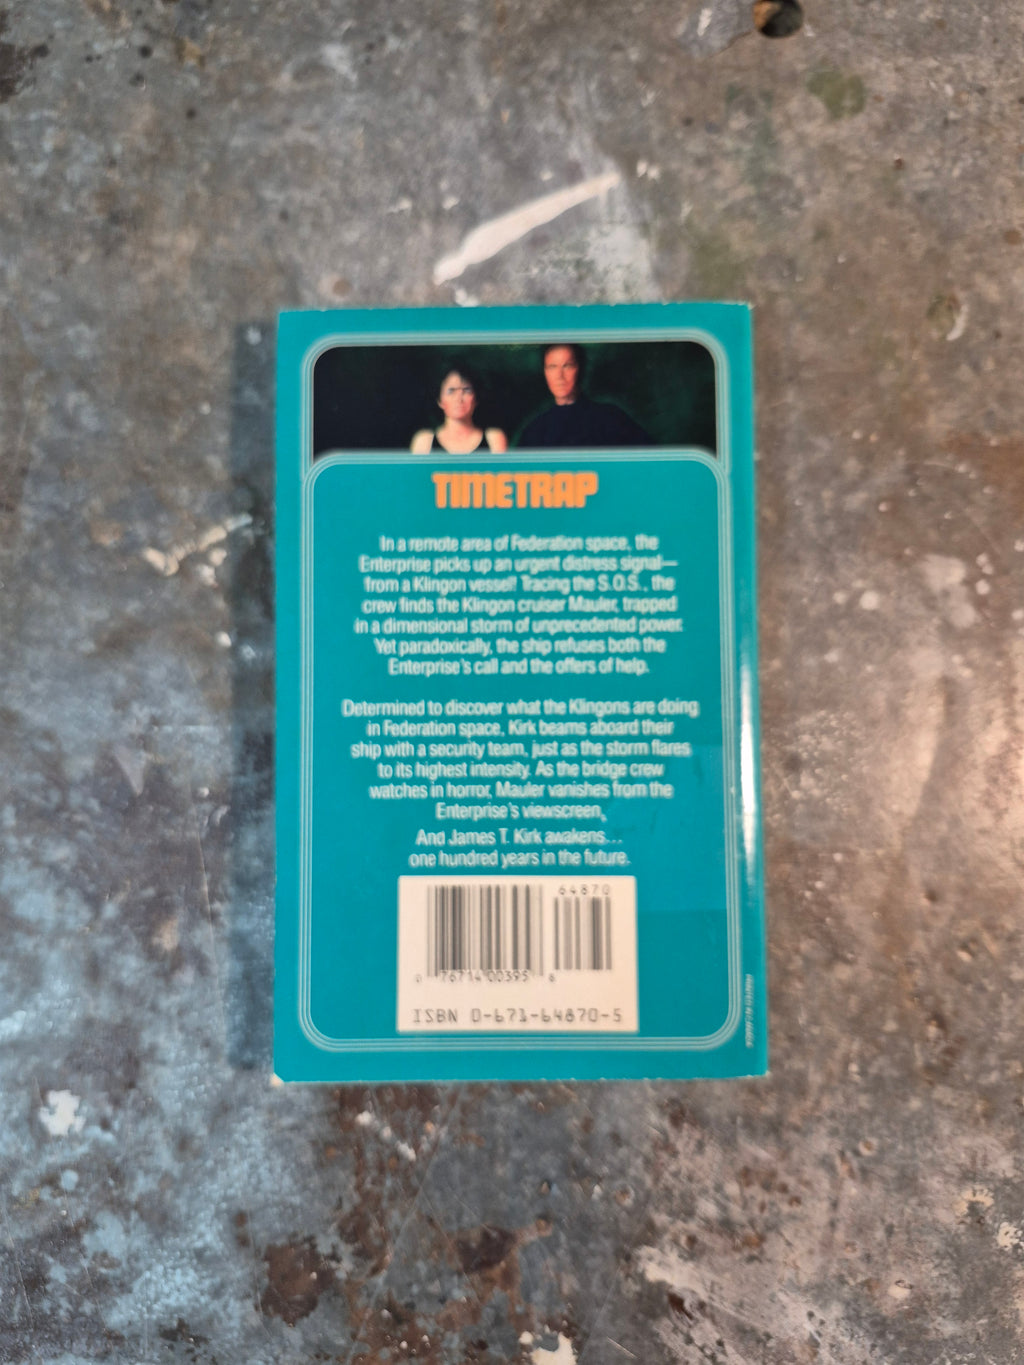 TIMETRAP
In a remote area of Federation space, the
Enterprise picks up an urgent distress signal—
from a Klingon vessel! Tracing the S.O.S., the
crew finds the Klingon cruiser Mauler, trapped
in a dimensional storm of unprecedented power.
Yet paradoxically, the ship refuses both the
Enterprise's call and the offers of help.
Determined to discover what the Klingons are doing
in Federation space, Kirk beams aboard their
ship with a security team, just as the storm flares
to its highest intensity. As the bridge crew
watches in horror, Mauler vanishes from the
Enterprise's viewscreen.
And James T. Kirk awakens...
one hundred years in the future.
64870
0 76714 00395 6
ISBN 0-671-64870-5